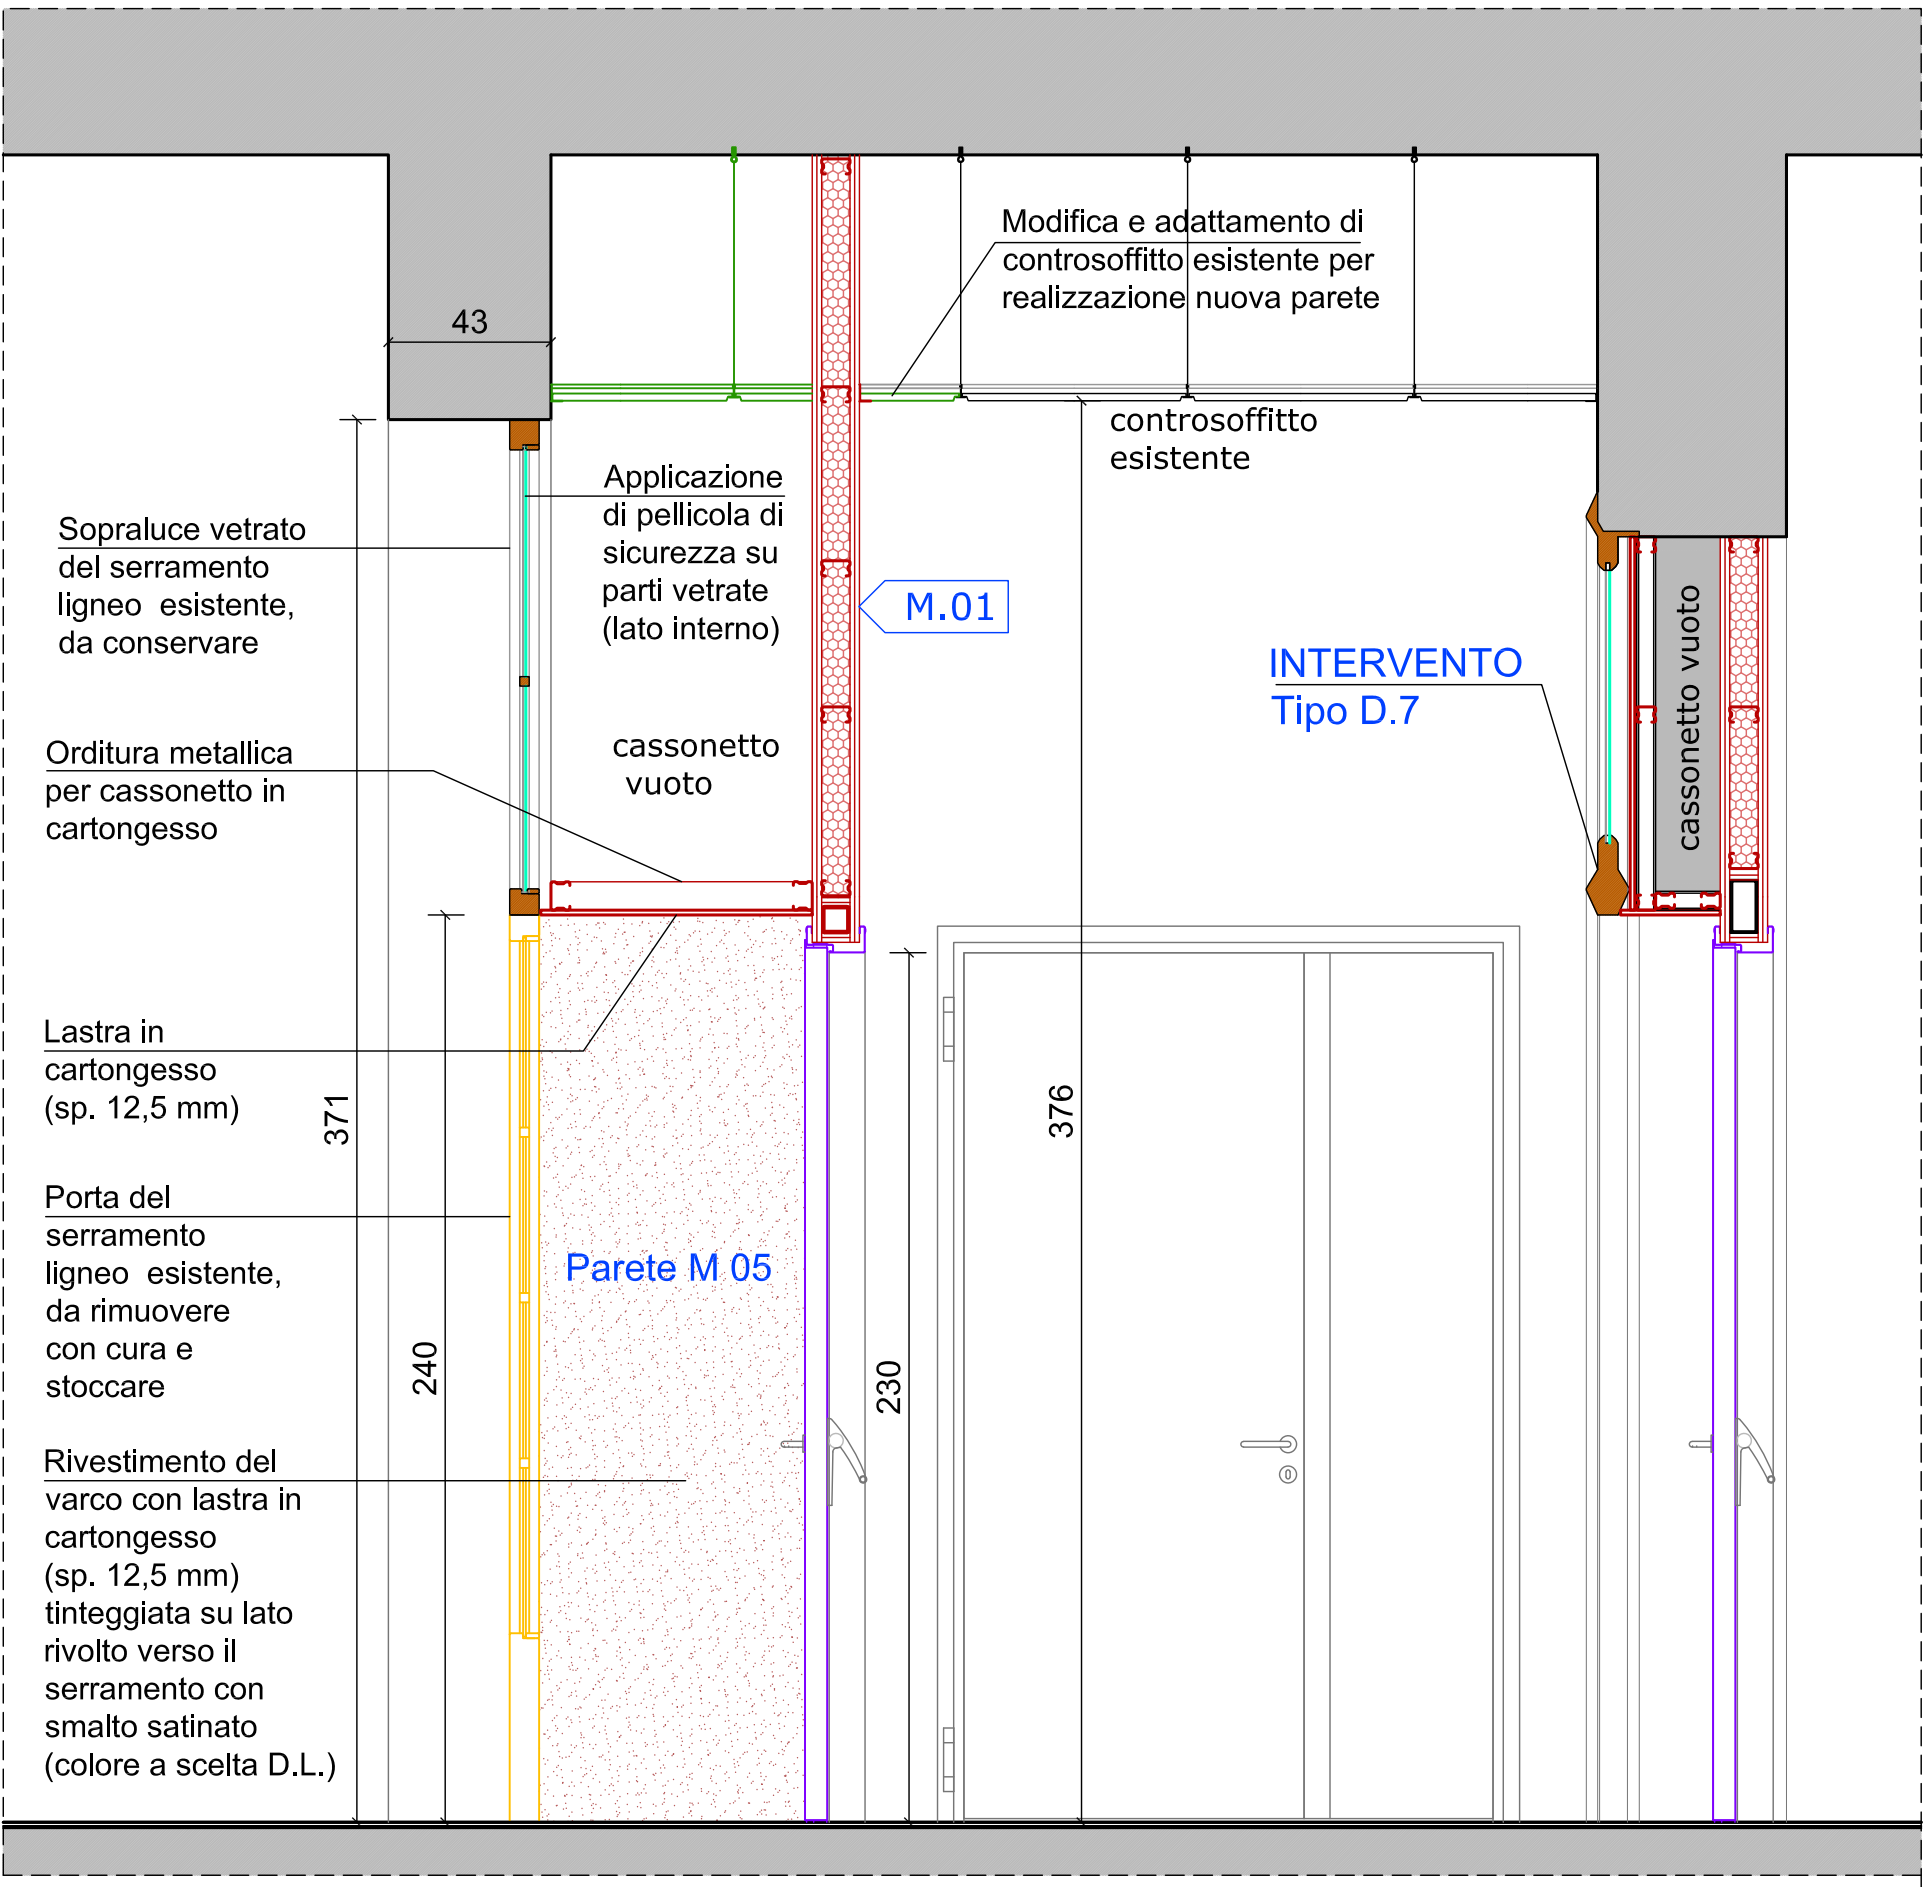 Modifica e adattamento di
controsoffitto esistente per
realizzazione nuova parete
43
controsoffitto
esistente
Applicazione
di pellicola di
sicurezza su
parti vetrate
(lato interno)
Sopraluce vetrato
del serramento
ligneo esistente,
da conservare
M.01
INTERVENTO
Tipo D.7
cassonetto vuoto
Orditura metallica
per cassonetto in
cartongesso
cassonetto
vuoto
Lastra in
cartongesso
(sp. 12,5 mm)
371
376
Porta del
serramento
ligneo esistente,
da rimuovere
con cura e
stoccare
Parete M 05
240
230
Rivestimento del
varco con lastra in
cartongesso
(sp. 12,5 mm)
tinteggiata su lato
rivolto verso il
serramento con
smalto satinato
(colore a scelta D.L.)